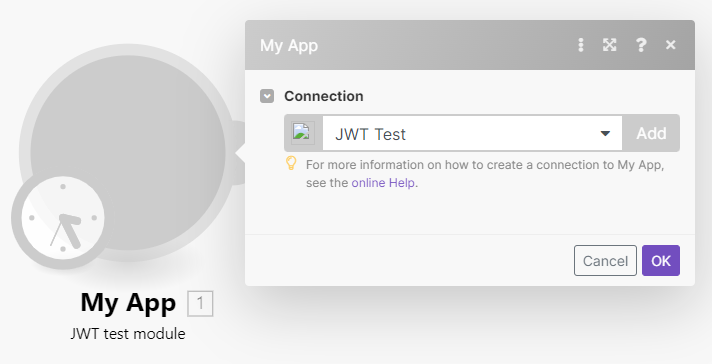 My App
Connection
JWT Test
Add
For more information on how to create a connection to My App,
see the online Help.
Cancel
OK
My App 1
JWT test module